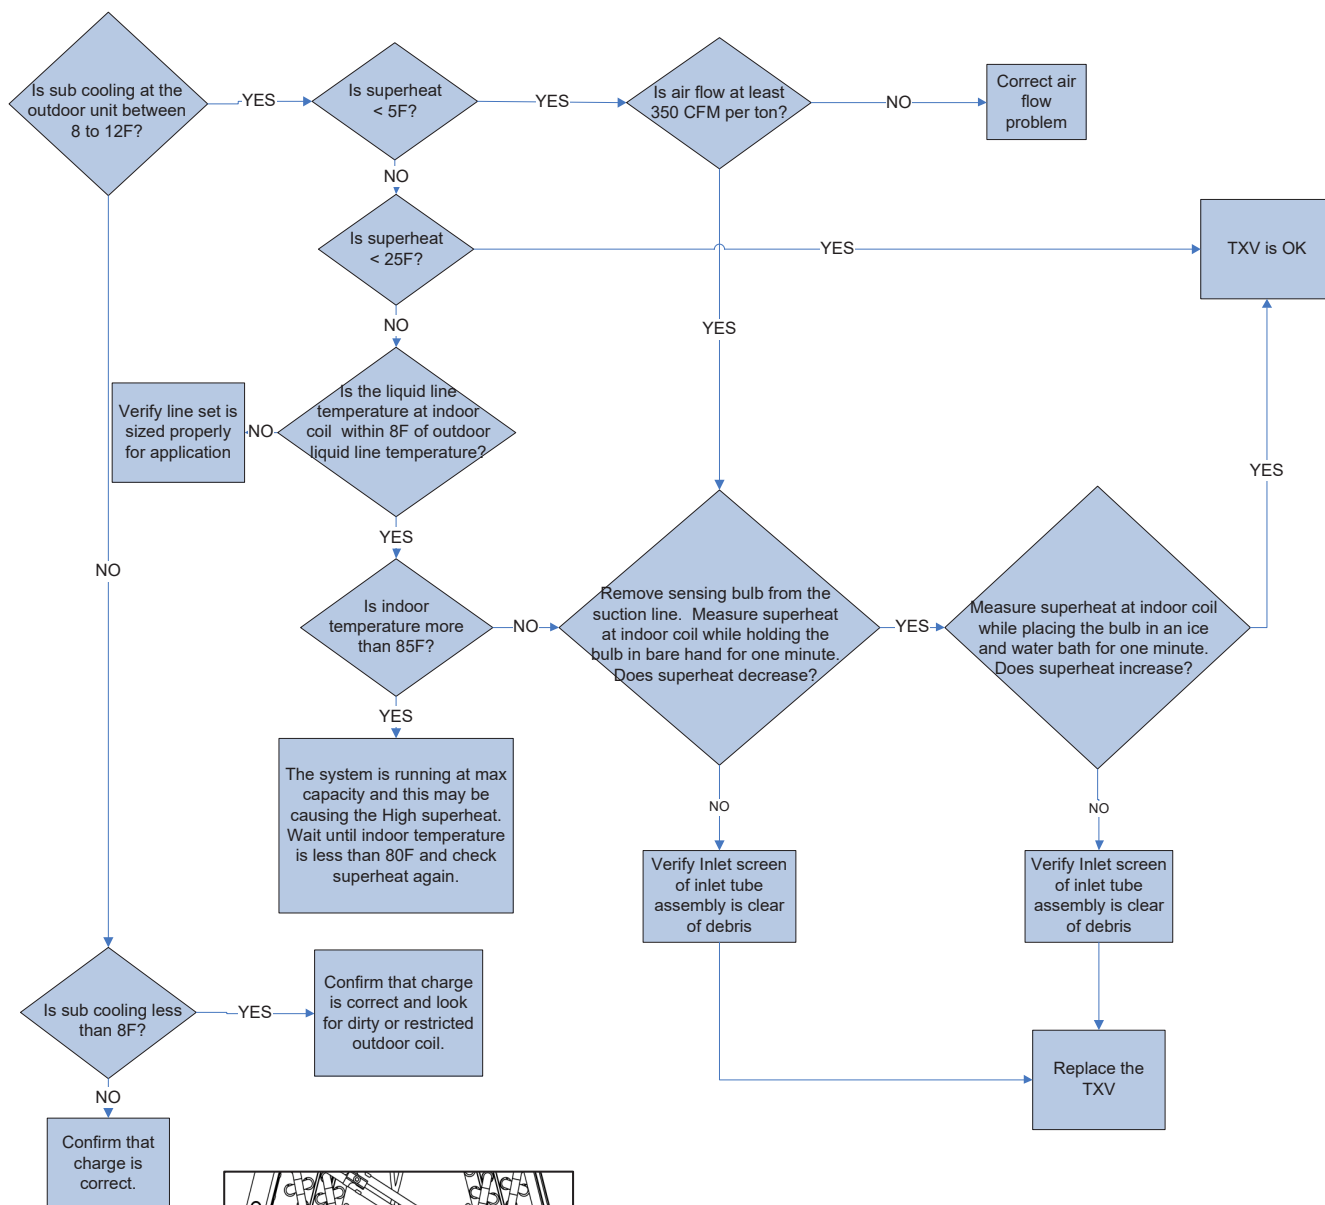 Is sub cooling at the
outdoor unit between
8 to 12F?
YES
Is superheat
< 5F?
YES
Is air flow at least
350 CFM per ton?
NO
Correct air
flow
problem
NO
Is superheat
< 25F?
YES
TXV is OK
NO
YES
Is the liquid line
temperature at indoor
coil within 8F of outdoor
liquid line temperature?
NO
Verify line set is
sized properly
for application
YES
YES
NO
Is indoor
temperature more
than 85F?
NO
Remove sensing bulb from the
suction line. Measure superheat
at indoor coil while holding the
bulb in bare hand for one minute.
Does superheat decrease?
YES
Measure superheat at indoor coil
while placing the bulb in an ice
and water bath for one minute.
Does superheat increase?
YES
The system is running at max
capacity and this may be
causing the High superheat.
Wait until indoor temperature
is less than 80F and check
superheat again.
NO
NO
Verify Inlet screen
of inlet tube
assembly is clear
of debris
Verify Inlet screen
of inlet tube
assembly is clear
of debris
Is sub cooling less
than 8F?
YES
Confirm that charge
is correct and look
for dirty or restricted
outdoor coil.
Replace the
TXV
NO
Confirm that
charge is
correct.